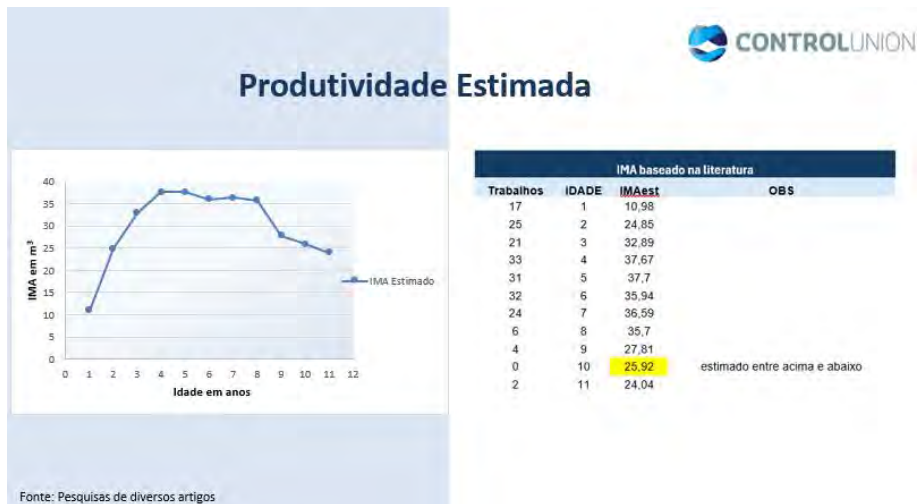 CONTROLUNION
Produtividade Estimada
40
35
30
25
20
15
10
5
0
IMA em m³
0 1 2 3 4 5 6 7 8 9 10 11 12
Idade em anos
IMA Estimado
IMA baseado na literatura
Trabalhos IDADE IMAest OBS
17 1 10,98
25 2 24,85
21 3 32,89
33 4 37,67
31 5 37,7
32 6 35,94
24 7 36,59
6 8 35,7
4 9 27,81
0 10 25,92 estimado entre acima e abaixo
2 11 24,04
Fonte: Pesquisas de diversos artigos